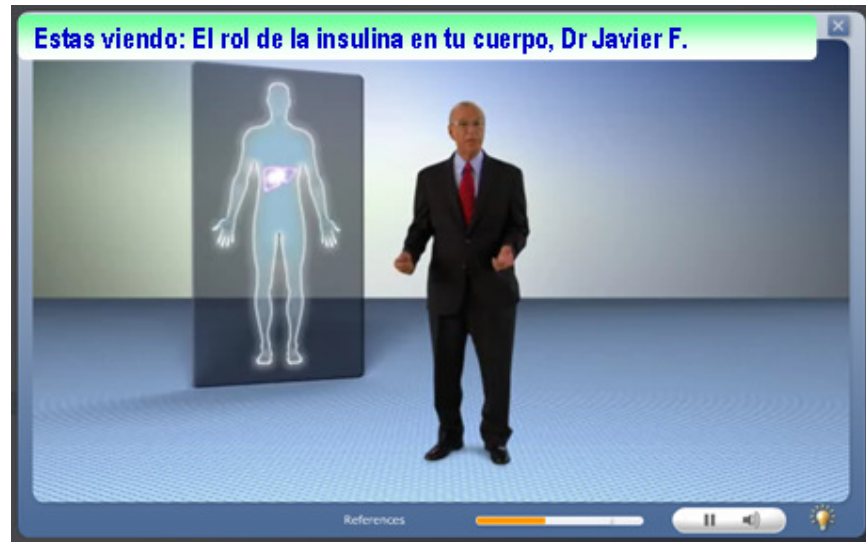 Estas viendo: El rol de la insulina en tu cuerpo, Dr Javier F.
References